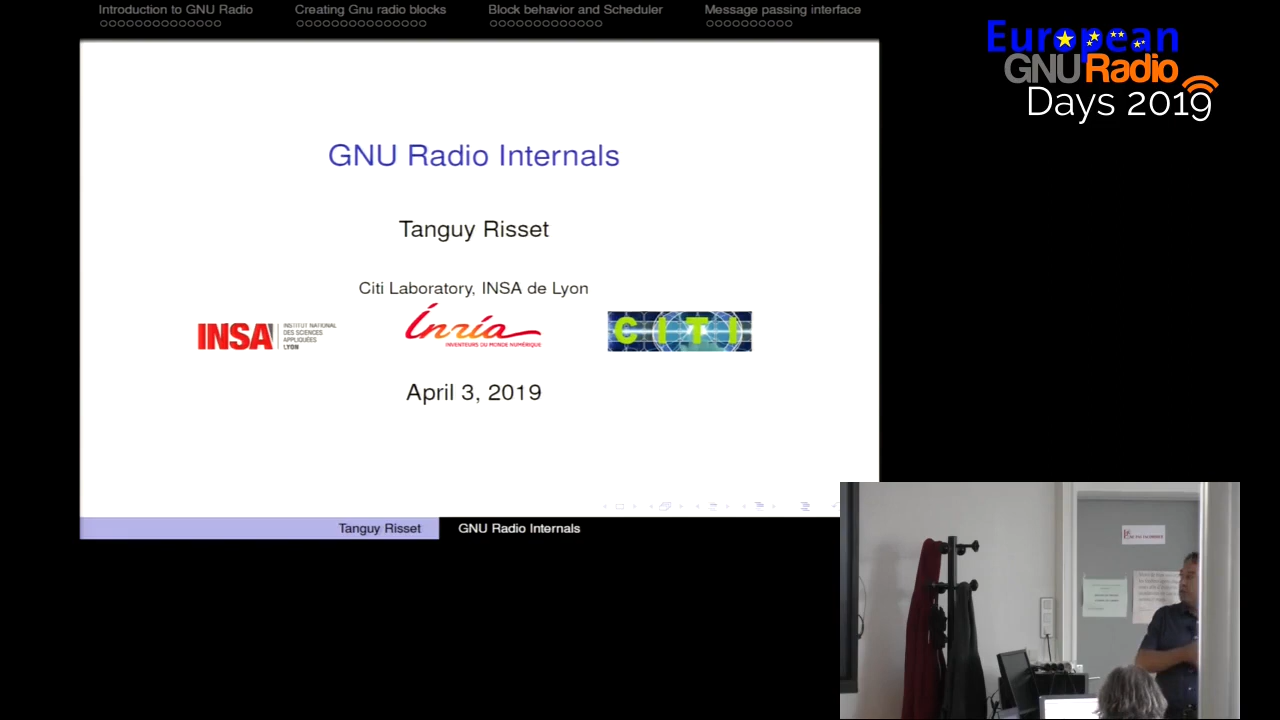 Introduction to GNU Radio
Creating Gnu radio blocks
Block behavior and Scheduler
Message passing interface
European
GNURadio
Days 2019
GNU Radio Internals
Tanguy Risset
Citi Laboratory, INSA de Lyon
INSA
INSTITUT NATIONAL
DES SCIENCES
APPLIQUÉES
LYON
Inria
INVENTEURS DU MONDE NUMÉRIQUE
CITI
April 3, 2019
Tanguy Risset
GNU Radio Internals